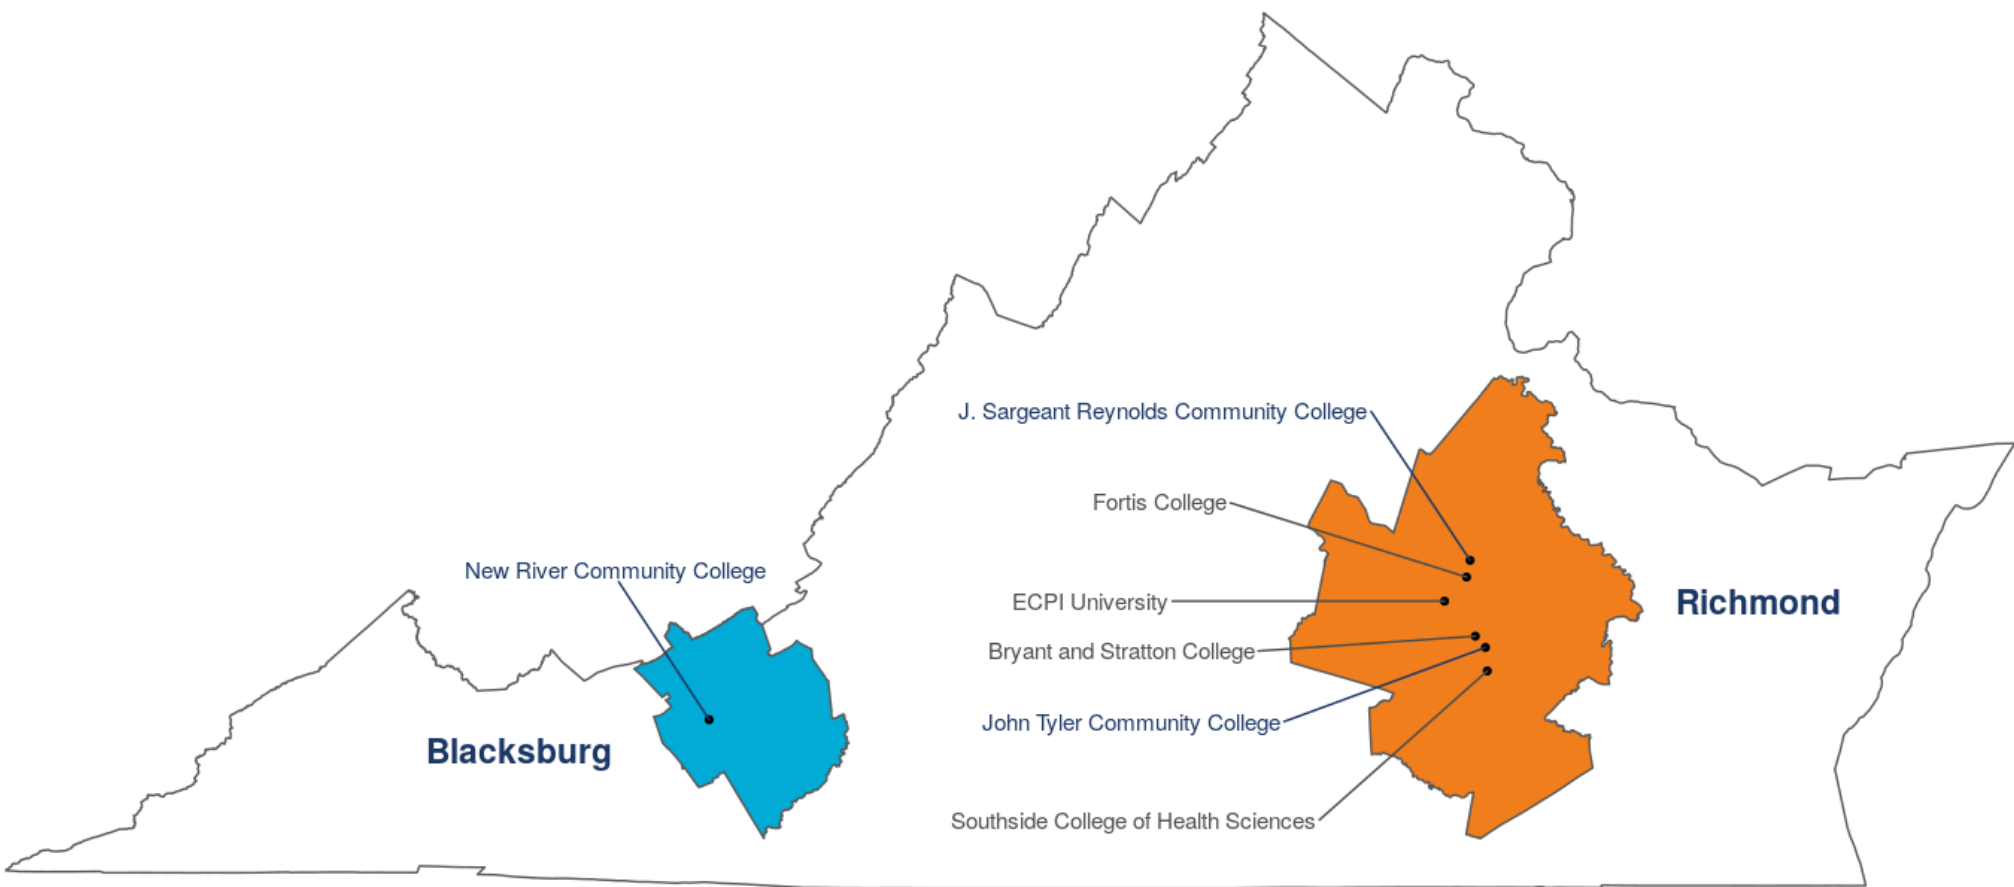 J. Sargeant Reynolds Community College
Fortis College
New River Community College
ECPI University
Richmond
Bryant and Stratton College
John Tyler Community College
Blacksburg
Southside College of Health Sciences